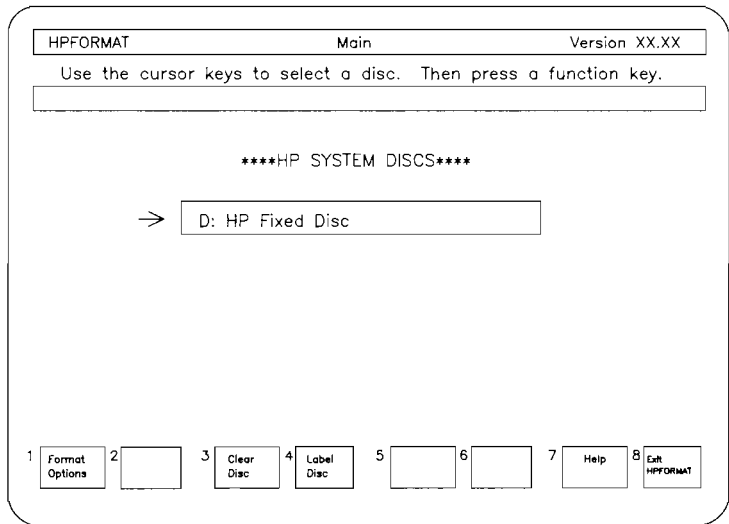 HPFORMAT Main Version XX.XX
Use the cursor keys to select a disc. Then press a function key.
****HP SYSTEM DISCS****
→ D: HP Fixed Disc
1 Format Options 2 3 Clear Disc 4 Label Disc 5 6 7 Help 8 Exit HPFORMAT